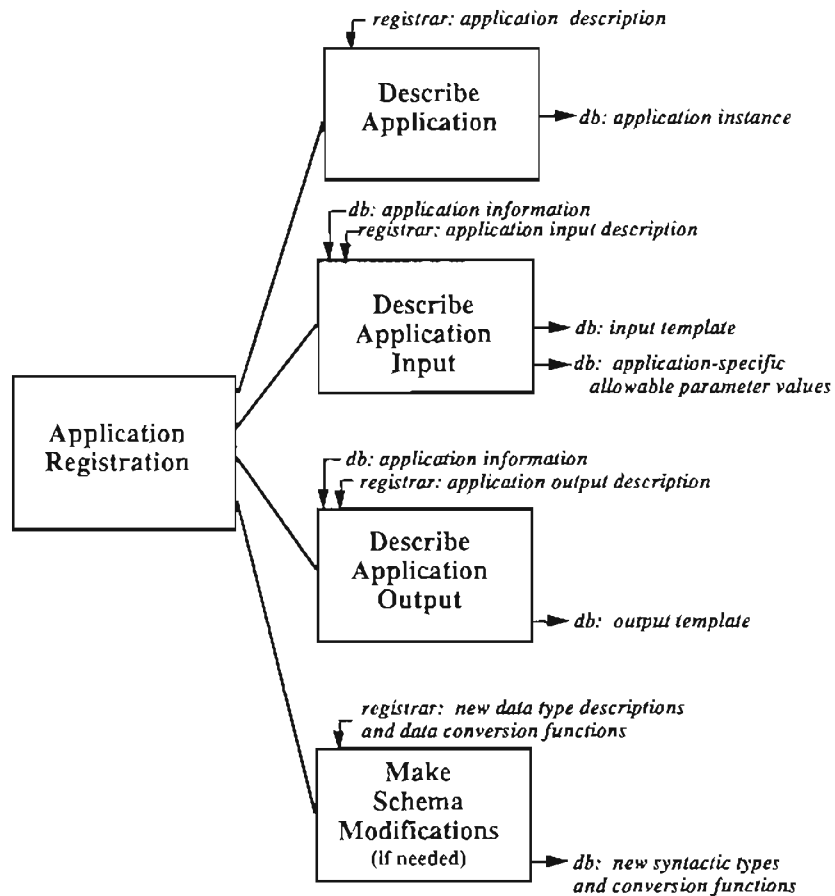 registrar: application description
Describe
Application
db: application instance
db: application information
registrar: application input description
Describe
Application
Input
db: input template
db: application-specific
allowable parameter values
Application
Registration
db: application information
registrar: application output description
Describe
Application
Output
db: output template
registrar: new data type descriptions
and data conversion functions
Make
Schema
Modifications
(if needed)
db: new syntactic types
and conversion functions